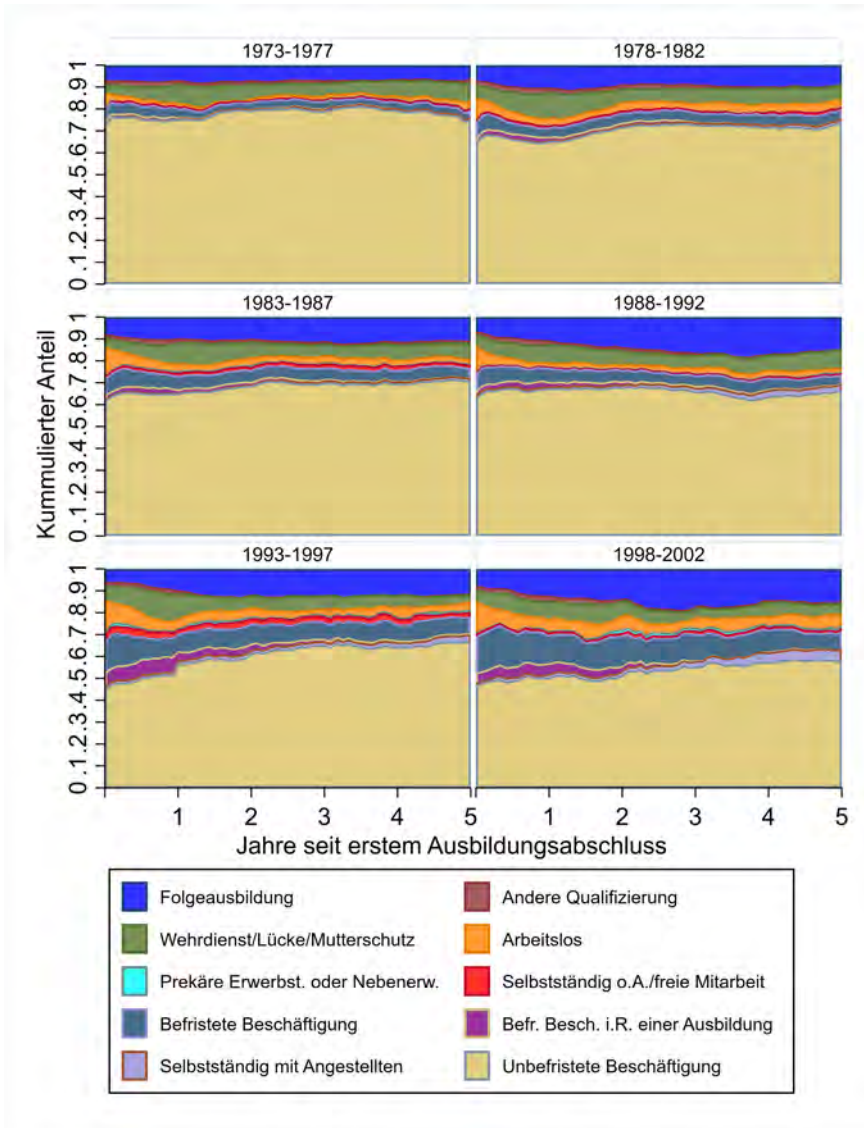 1973-1977
1978-1982
0 .1 .2 .3 .4 .5 .6 .7 .8 .9 1
1983-1987
1988-1992
0 .1 .2 .3 .4 .5 .6 .7 .8 .9 1
Kummulierter Anteil
1993-1997
1998-2002
0 .1 .2 .3 .4 .5 .6 .7 .8 .9 1
1 2 3 4 5
1 2 3 4 5
Jahre seit erstem Ausbildungsabschluss
Folgeausbildung
Andere Qualifizierung
Wehrdienst/Lücke/Mutterschutz
Arbeitslos
Prekäre Erwerbst. oder Nebenerw.
Selbstständig o.A./freie Mitarbeit
Befristete Beschäftigung
Befr. Besch. i.R. einer Ausbildung
Selbstständig mit Angestellten
Unbefristete Beschäftigung